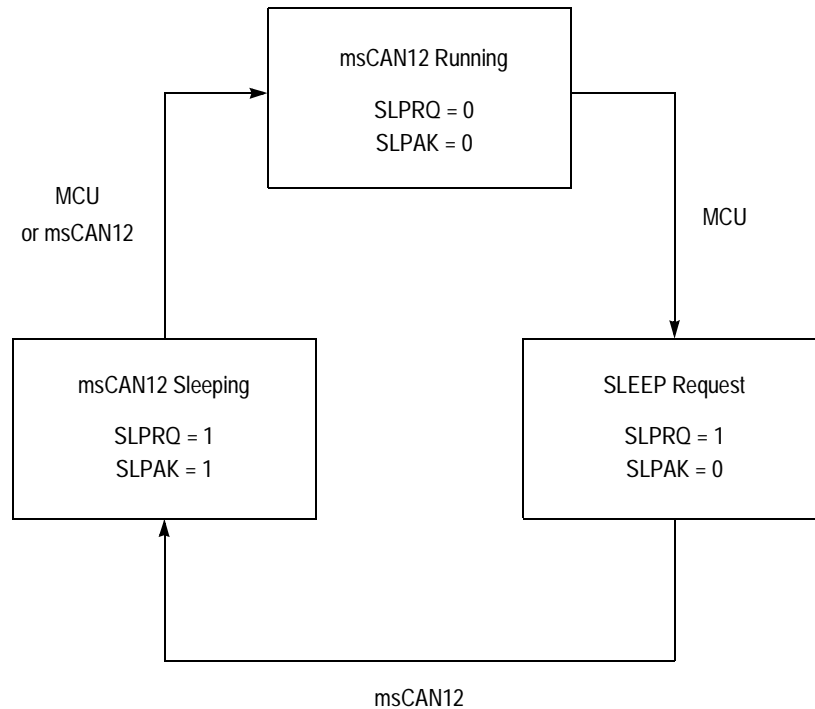 msCAN12 Running
SLPRQ = 0
SLPAK = 0
MCU
or msCAN12
MCU
msCAN12 Sleeping
SLPRQ = 1
SLPAK = 1
SLEEP Request
SLPRQ = 1
SLPAK = 0
msCAN12